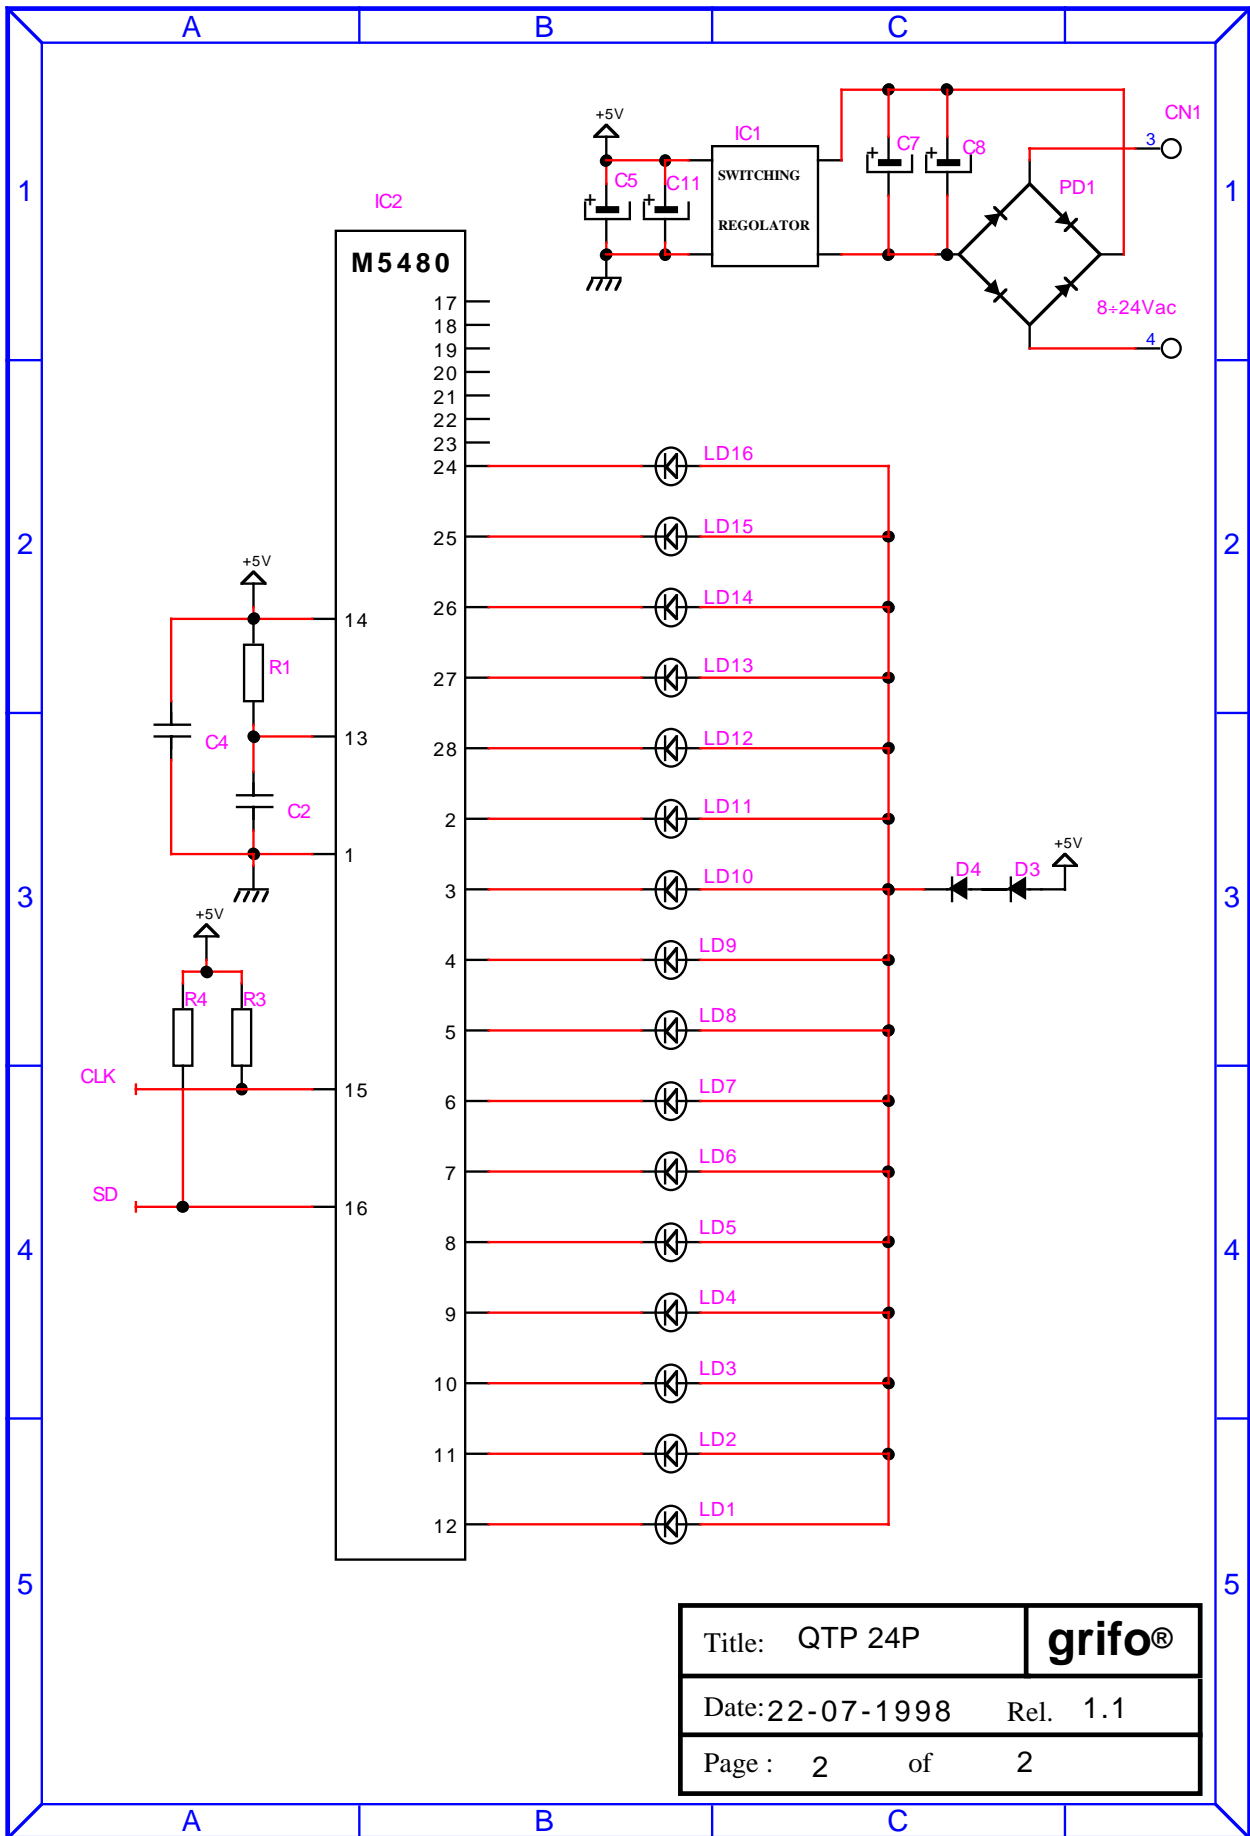 A B C
+5V
IC1
C7 C8
CN1
3
C5 C11
SWITCHING
REGOLATOR
PD1
1 1
IC2
M5480
8÷24Vac
4
17
18
19
20
21
22
23
24 LD16
2 25 LD15 2
+5V
26 LD14
14
R1
27 LD13
C4 13
28 LD12
C2
2 LD11
1
+5V
3 3 LD10 D4 D3 3
+5V
4 LD9
R4 R3
5 LD8
CLK 15
6 LD7
7 LD6
SD 16
4 8 LD5 4
9 LD4
10 LD3
11 LD2
12 LD1
5 5
Title: QTP 24P grifo®
Date: 22-07-1998 Rel. 1.1
Page : 2 of 2
A B C